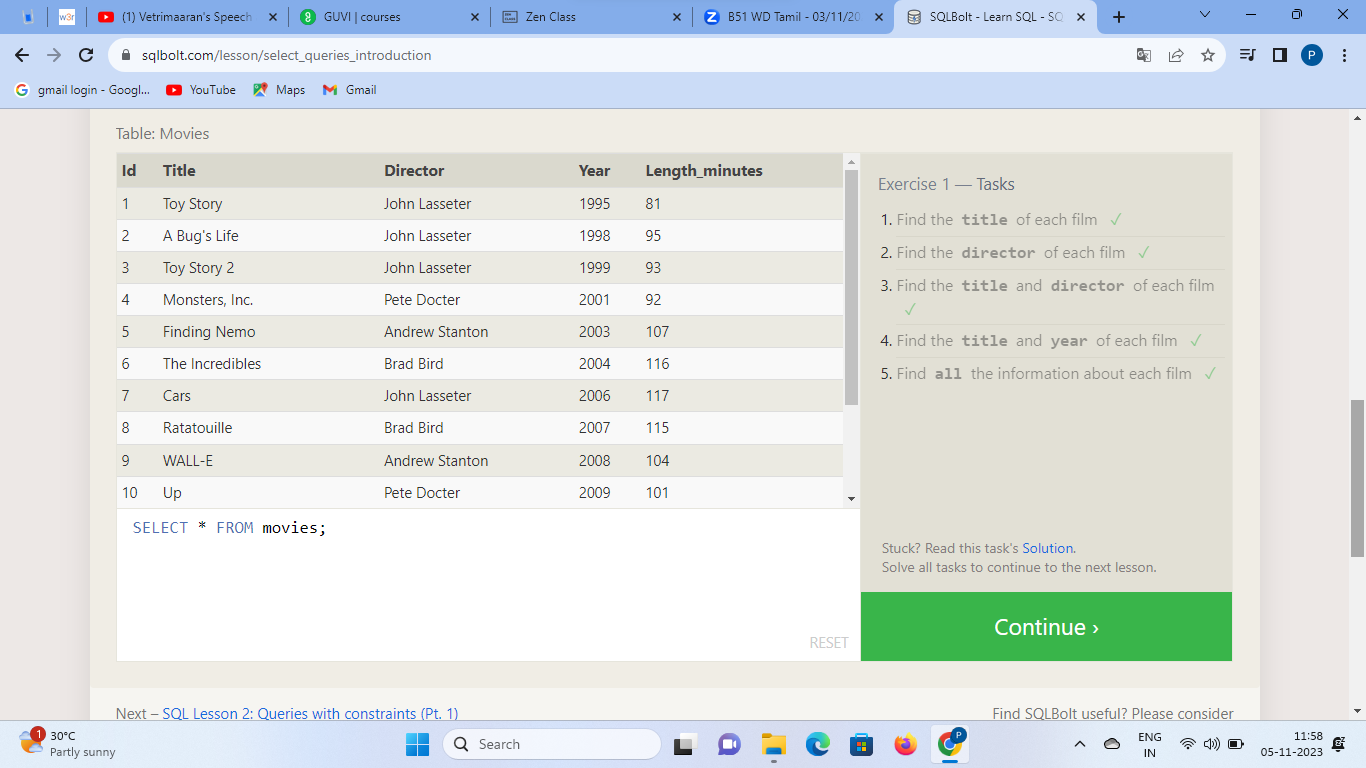 w3r
(1) Vetrimaaran's Speech
GUVI | courses
Zen Class
B51 WD Tamil - 03/11/20
SQLBolt - Learn SQL - SQ
sqlbolt.com/lesson/select_queries_introduction
P
gmail login - Googl...
YouTube
Maps
Gmail
Table: Movies
Id Title Director Year Length_minutes
1 Toy Story John Lasseter 1995 81
2 A Bug's Life John Lasseter 1998 95
3 Toy Story 2 John Lasseter 1999 93
4 Monsters, Inc. Pete Docter 2001 92
5 Finding Nemo Andrew Stanton 2003 107
6 The Incredibles Brad Bird 2004 116
7 Cars John Lasseter 2006 117
8 Ratatouille Brad Bird 2007 115
9 WALL-E Andrew Stanton 2008 104
10 Up Pete Docter 2009 101
SELECT * FROM movies;
RESET
Exercise 1 — Tasks
1. Find the title of each film ✓
2. Find the director of each film ✓
3. Find the title and director of each film
✓
4. Find the title and year of each film ✓
5. Find all the information about each film ✓
Stuck? Read this task's Solution.
Solve all tasks to continue to the next lesson.
Continue ›
Next – SQL Lesson 2: Queries with constraints (Pt. 1)
Find SQLBolt useful? Please consider
1
30°C
Partly sunny
Search
P
ENG
IN
11:58
05-11-2023